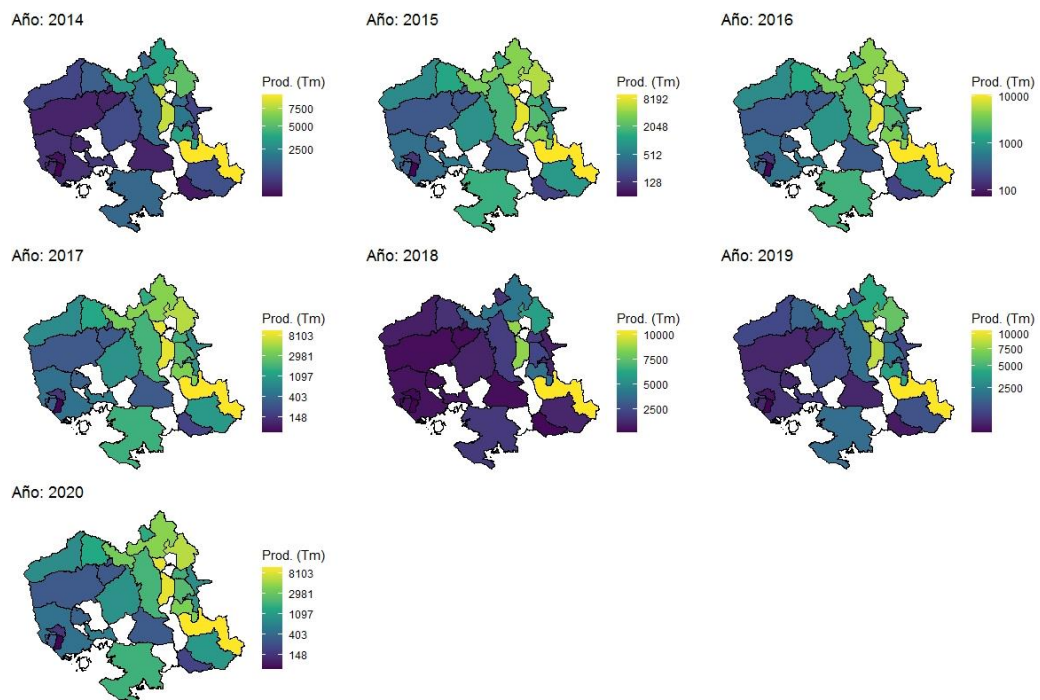 Año: 2014
Prod. (Tm)
7500
5000
2500
Año: 2015
Prod. (Tm)
8192
2048
512
128
Año: 2016
Prod. (Tm)
10000
1000
100
Año: 2017
Prod. (Tm)
8103
2981
1097
403
148
Año: 2018
Prod. (Tm)
10000
7500
5000
2500
Año: 2019
Prod. (Tm)
10000
7500
5000
2500
Año: 2020
Prod. (Tm)
8103
2981
1097
403
148